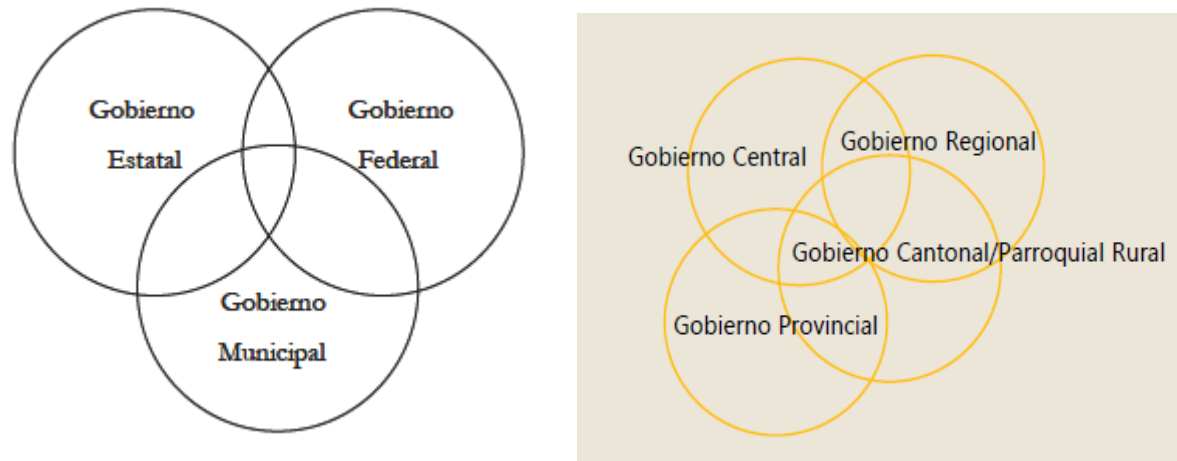 Gobierno
Estatal
Gobierno
Federal
Gobierno
Municipal
Gobierno Central
Gobierno Regional
Gobierno Cantonal/Parroquial Rural
Gobierno Provincial